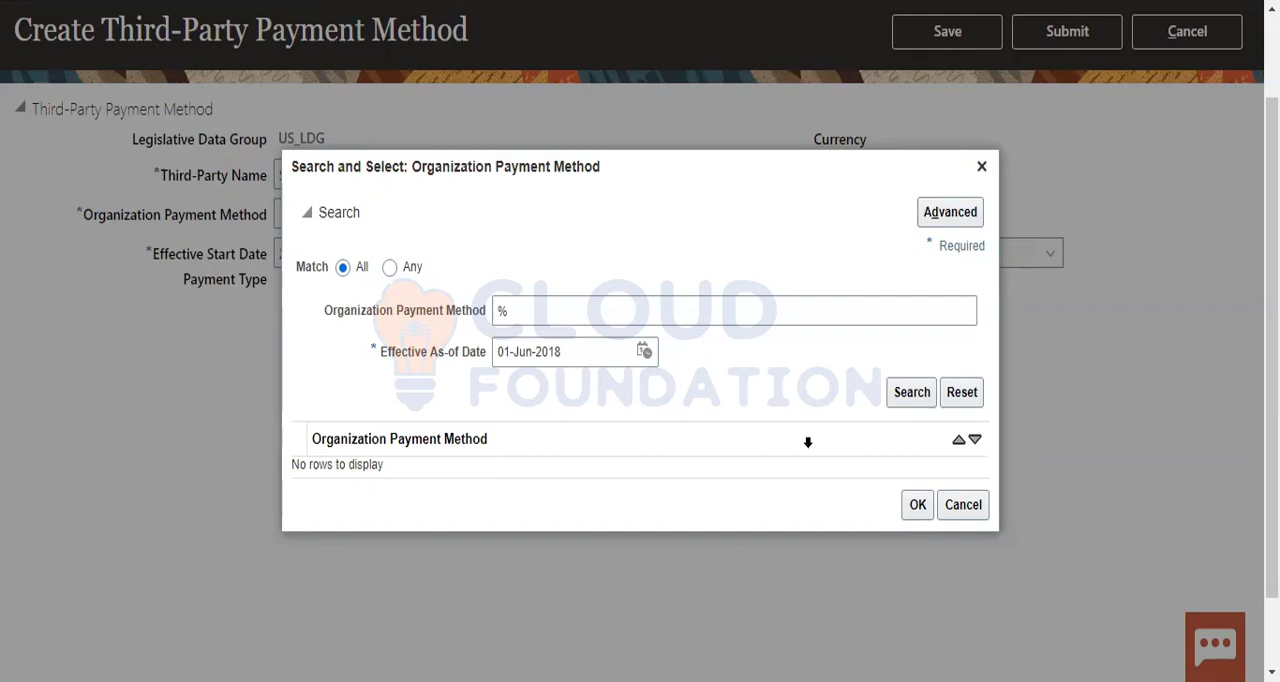 Create Third-Party Payment Method
Save
Submit
Cancel
Third-Party Payment Method
Legislative Data Group US_LDG
Currency
*Third-Party Name
*Organization Payment Method
*Effective Start Date
Payment Type
Search and Select: Organization Payment Method
Search
Advanced
* Required
Match All Any
Organization Payment Method %
* Effective As-of Date 01-Jun-2018
Search Reset
Organization Payment Method
No rows to display
OK Cancel
CLOUD
FOUNDATION